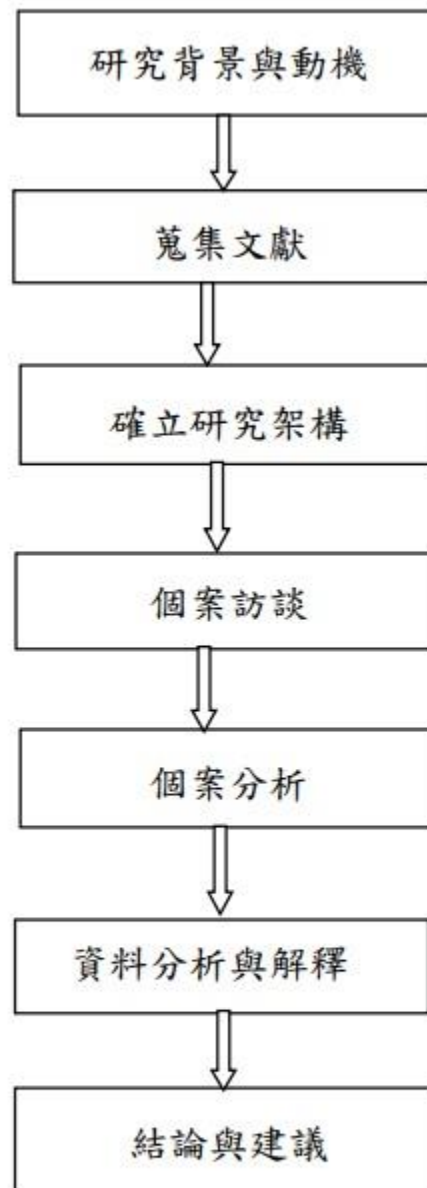 研究背景與動機
蒐集文獻
確立研究架構
個案訪談
個案分析
資料分析與解釋
結論與建議